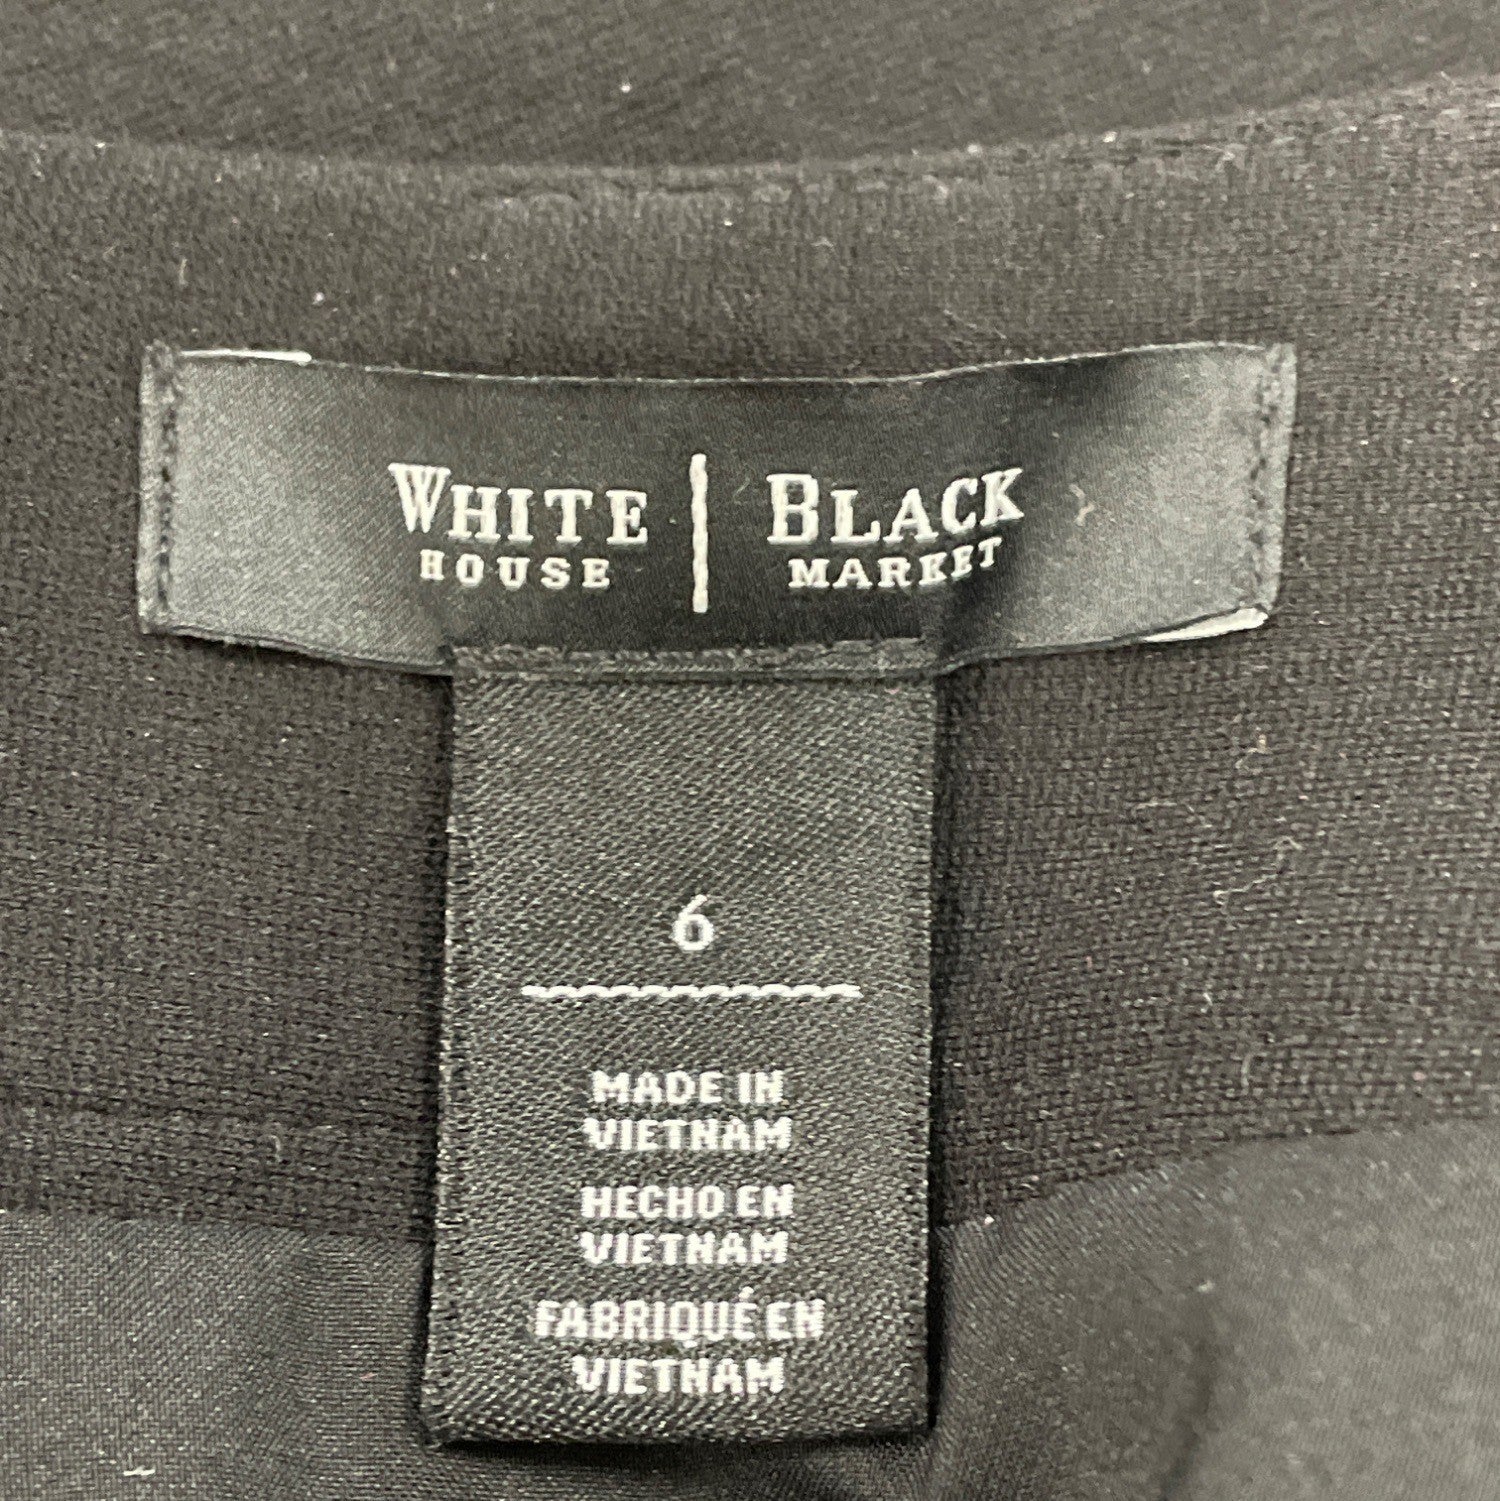 WHITE | BLACK
HOUSE MARKET
6
MADE IN
VIETNAM
HECHO EN
VIETNAM
FABRIQUÉ EN
VIETNAM